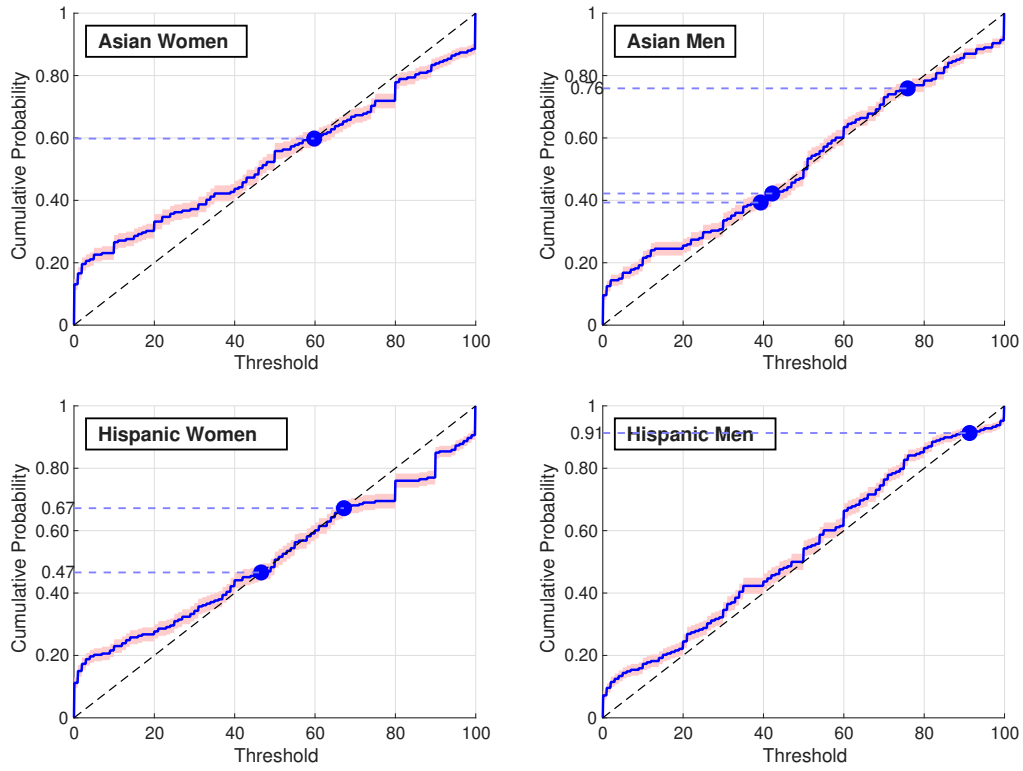 Asian Women
Cumulative Probability
1
0.80
0.60
0.40
0.20
0
0 20 40 60 80 100
Threshold
Asian Men
Cumulative Probability
1
0.80
0.76
0.60
0.40
0.20
0
0 20 40 60 80 100
Threshold
Hispanic Women
Cumulative Probability
1
0.80
0.67
0.60
0.47
0.40
0.20
0
0 20 40 60 80 100
Threshold
Hispanic Men
Cumulative Probability
1
0.91
0.80
0.60
0.40
0.20
0
0 20 40 60 80 100
Threshold